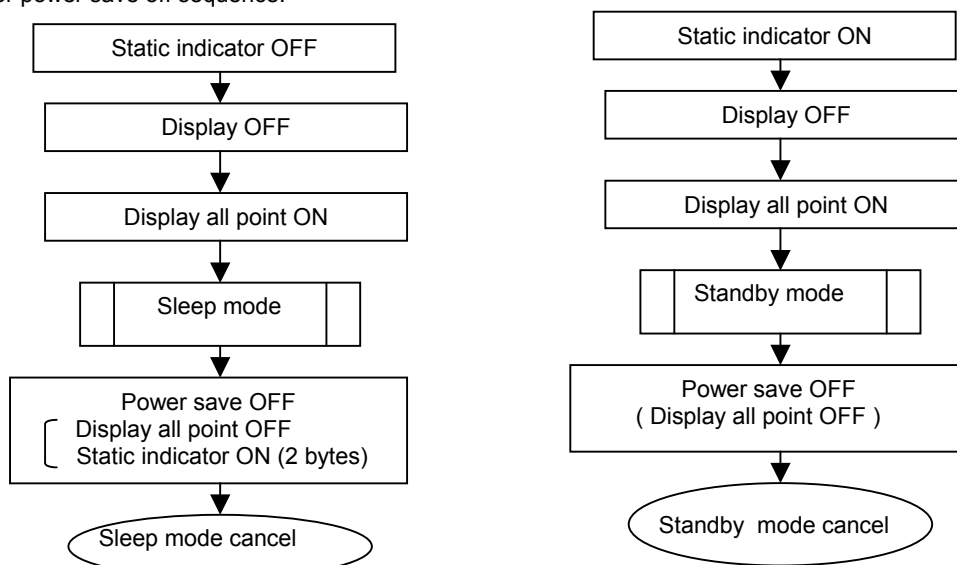 power save off sequence.
Static indicator OFF
Display OFF
Display all point ON
Sleep mode
Power save OFF
Display all point OFF
Static indicator ON (2 bytes)
Sleep mode cancel
Static indicator ON
Display OFF
Display all point ON
Standby mode
Power save OFF
( Display all point OFF )
Standby mode cancel